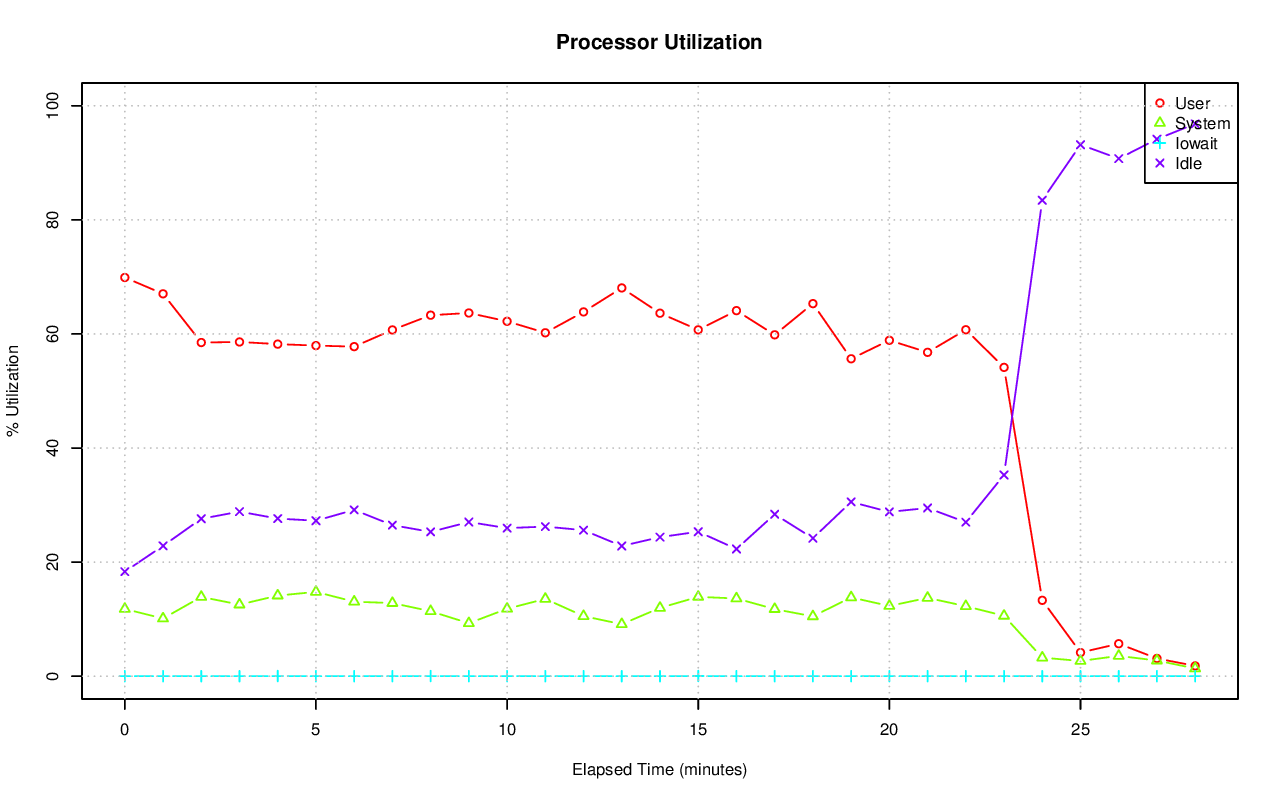 Processor Utilization
100
80
60
40
20
0
% Utilization
User
System
Iowait
Idle
0 5 10 15 20 25
Elapsed Time (minutes)